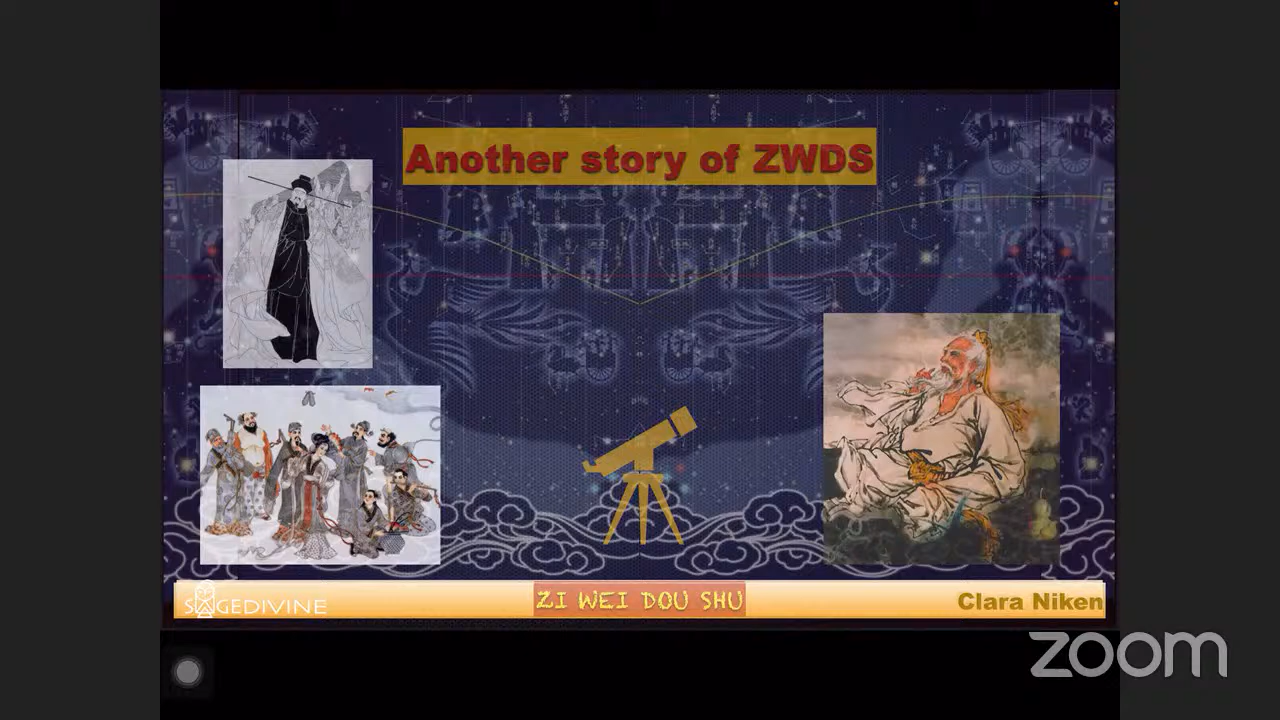 Another story of ZWDS
SAGEDIVINE
ZI WEI DOU SHU
Clara Niken
zoom